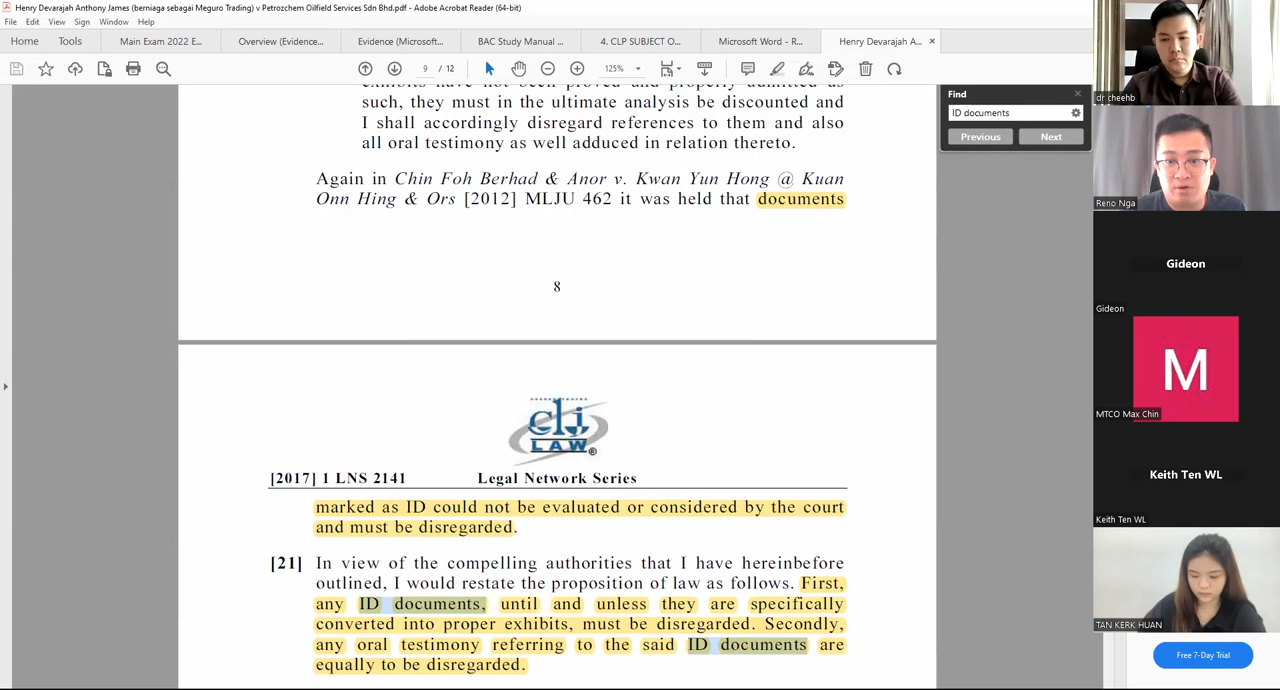 Henry Devarajah Anthony James (berniaga sebagai Meguro Trading) v Petrozchem Oilfield Services Sdn Bhd.pdf - Adobe Acrobat Reader (64-bit)
File Edit View Sign Window Help
Home Tools Main Exam 2022 E... Overview (Evidence... Evidence (Microsoft... C Study Manual ... 4. CLP SUBJECT O... Microsoft Word - R... Henry Devarajah A... ×
9 / 12 125%
Find
ID documents
Previous Next
exhibits have not been proved and properly admitted as
such, they must in the ultimate analysis be discounted and
I shall accordingly disregard references to them and also
all oral testimony as well adduced in relation thereto.
Again in Chin Foh Bernad & Anor v. Kwan Yun Hong @ Kuan
Onn Hing & Ors [2012] MLJU 462 it was held that documents
8
clj
LAW ®
[2017] 1 LNS 2141 Legal Network Series
marked as ID could not be evaluated or considered by the court
and must be disregarded.
[21] In view of the compelling authorities that I have hereinbefore
outlined, I would restate the proposition of law as follows. First,
any ID documents, until and unless they are specifically
converted into proper exhibits, must be disregarded. Secondly,
any oral testimony referring to the said ID documents are
equally to be disregarded.
dr cheehb
Reno Nga
Gideon
Gideon
M
MTCO Max Chin
Keith Ten WL
Keith Ten WL
TAN KERK HUAN
Free 7-Day Trial